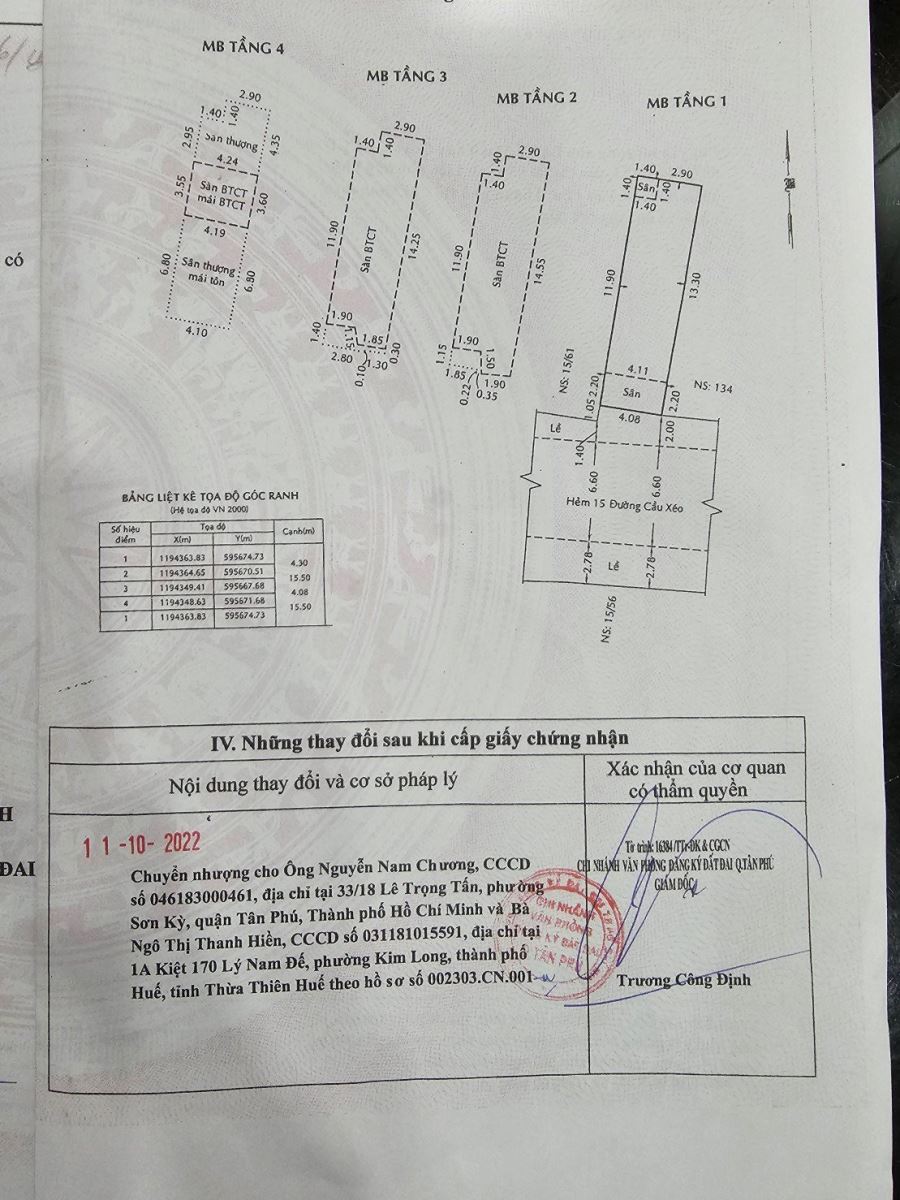 MB TẦNG 4
MB TẦNG 3
MB TẦNG 2
MB TẦNG 1
2.90
1.40
1.40
2.95
Sân thượng
4.35
4.24
3.55
Sàn BTCT
mái BTCT
3.60
4.19
6.80
Sân thượng
mái tôn
6.80
4.10
2.90
1.40
1.40
11.90
Sàn BTCT
14.25
1.90
1.40
1.15
1.85
2.80
1.30
0.30
0.10
2.90
1.40
1.40
11.90
Sàn BTCT
14.55
1.90
1.15
1.50
1.85
1.90
0.22
0.35
1.40
2.90
1.40
Sân
1.40
1.40
11.90
13.30
NS: 15/61
4.11
NS: 134
2.20
Sân
2.20
1.05
4.08
2.00
Lề
1.40
6.60
6.60
Hẻm 15 Đường Cầu Xéo
2.78
Lề
2.78
NS: 15/56
có
BẢNG LIỆT KÊ TỌA ĐỘ GÓC RANH
(Hệ tọa độ VN 2000)
Số hiệu điểm Tọa độ Cạnh(m)
X(m) Y(m)
1 1194363.83 595674.73
4.30
2 1194364.65 595670.51
15.50
3 1194349.41 595667.68
4.08
4 1194348.63 595671.68
15.50
1 1194363.83 595674.73
IV. Những thay đổi sau khi cấp giấy chứng nhận
Nội dung thay đổi và cơ sở pháp lý
Xác nhận của cơ quan
có thẩm quyền
H
ĐAI
11-10-2022
Chuyển nhượng cho Ông Nguyễn Nam Chương, CCCD
số 046183000461, địa chỉ tại 33/18 Lê Trọng Tấn, phường
Sơn Kỳ, quận Tân Phú, Thành phố Hồ Chí Minh và Bà
Ngô Thị Thanh Hiền, CCCD số 031181015591, địa chỉ tại
1A Kiệt 170 Lý Nam Đế, phường Kim Long, thành phố
Huế, tỉnh Thừa Thiên Huế theo hồ sơ số 002303.CN.001
Tờ trình: 16384/TTr-ĐK & CGCN
CHI NHÁNH VĂN PHÒNG ĐĂNG KÝ ĐẤT ĐAI Q.TÂN PHÚ
GIÁM ĐỐC
CHI NHÁNH
VĂN PHÒNG
TÂN PHÚ
Trương Công Định